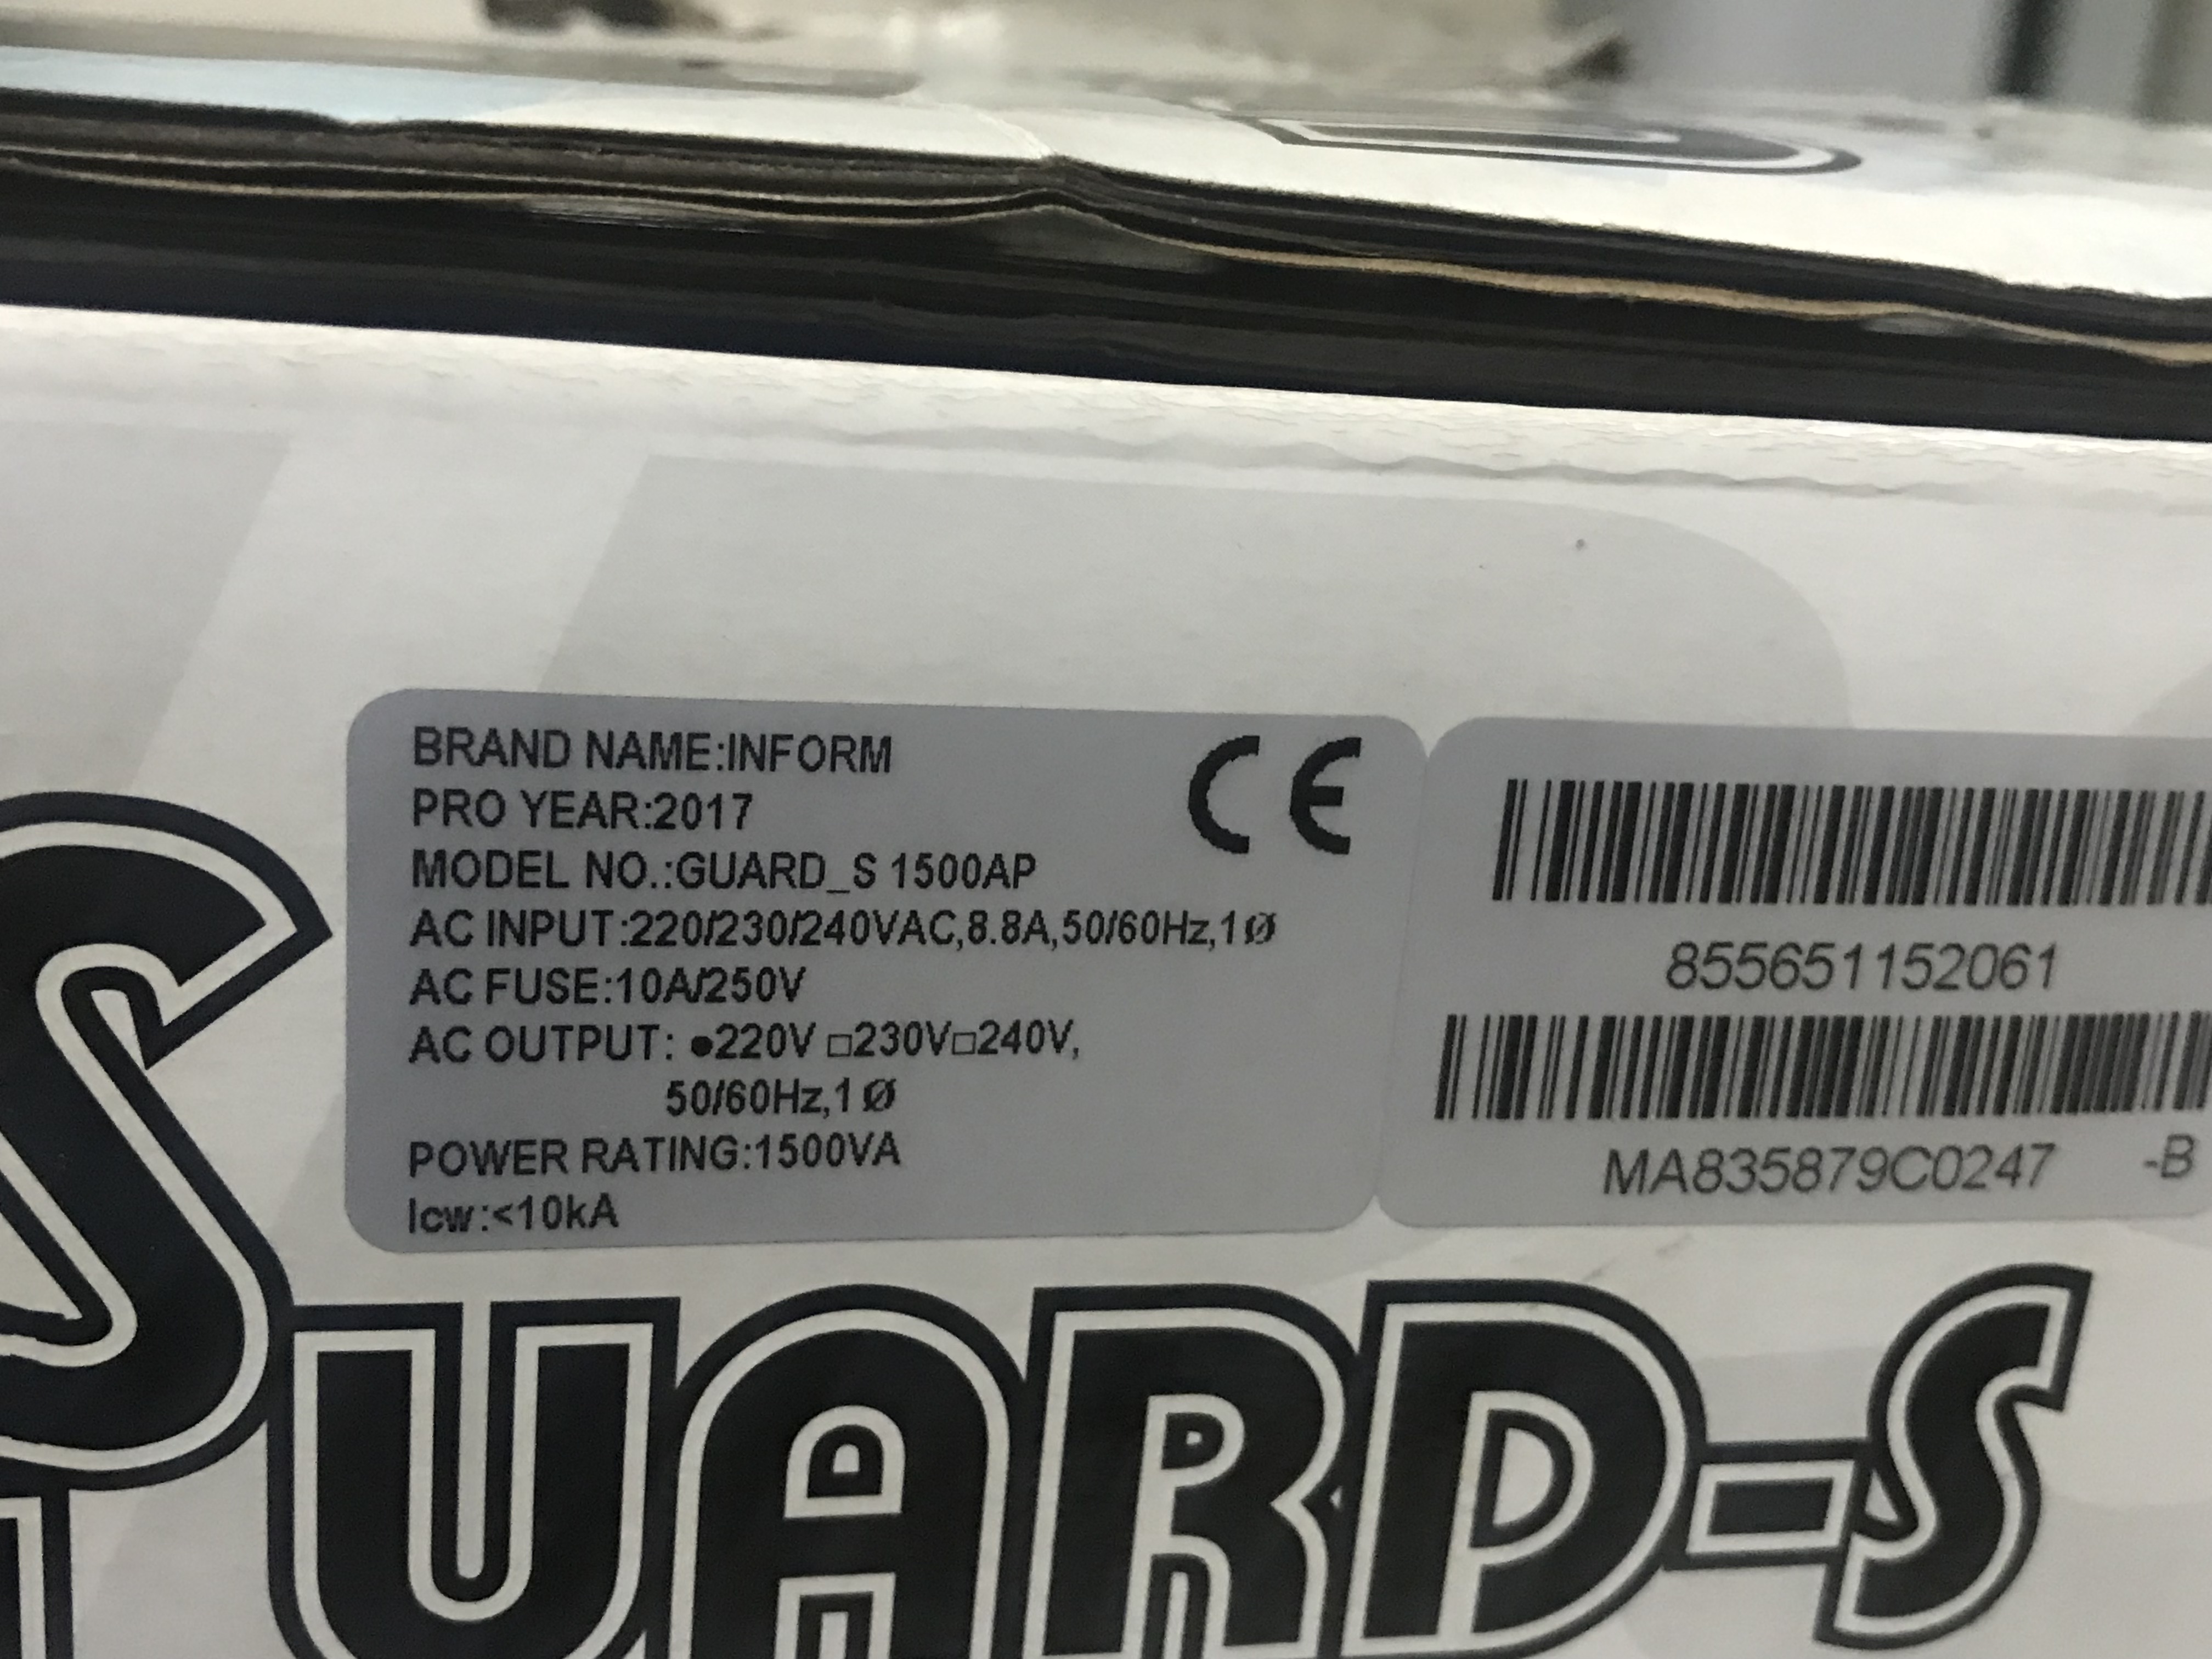 BRAND NAME:INFORM
PRO YEAR:2017
MODEL NO.:GUARD_S 1500AP
AC INPUT:220/230/240VAC,8.8A,50/60Hz,1Ø
AC FUSE:10A/250V
AC OUTPUT: ●220V □230V□240V,
50/60Hz,1Ø
POWER RATING:1500VA
Icw:<10kA
CE
855651152061
MA835879C0247 -B
GUARD-S